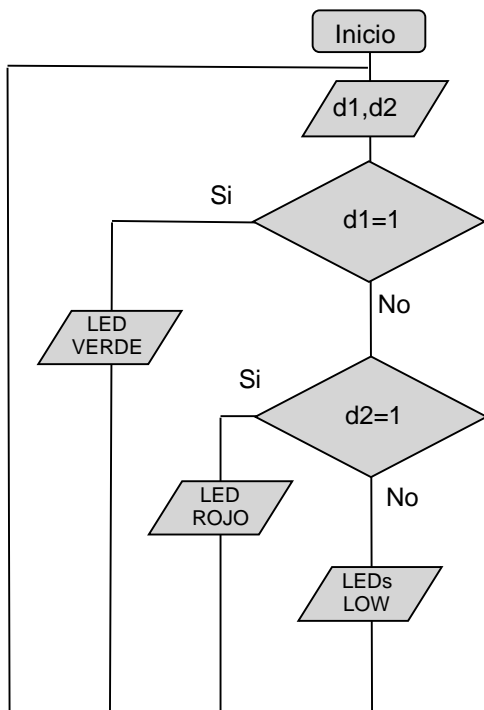 Inicio
d1,d2
Si
d1=1
No
LED
VERDE
Si
d2=1
LED
ROJO
No
LEDs
LOW